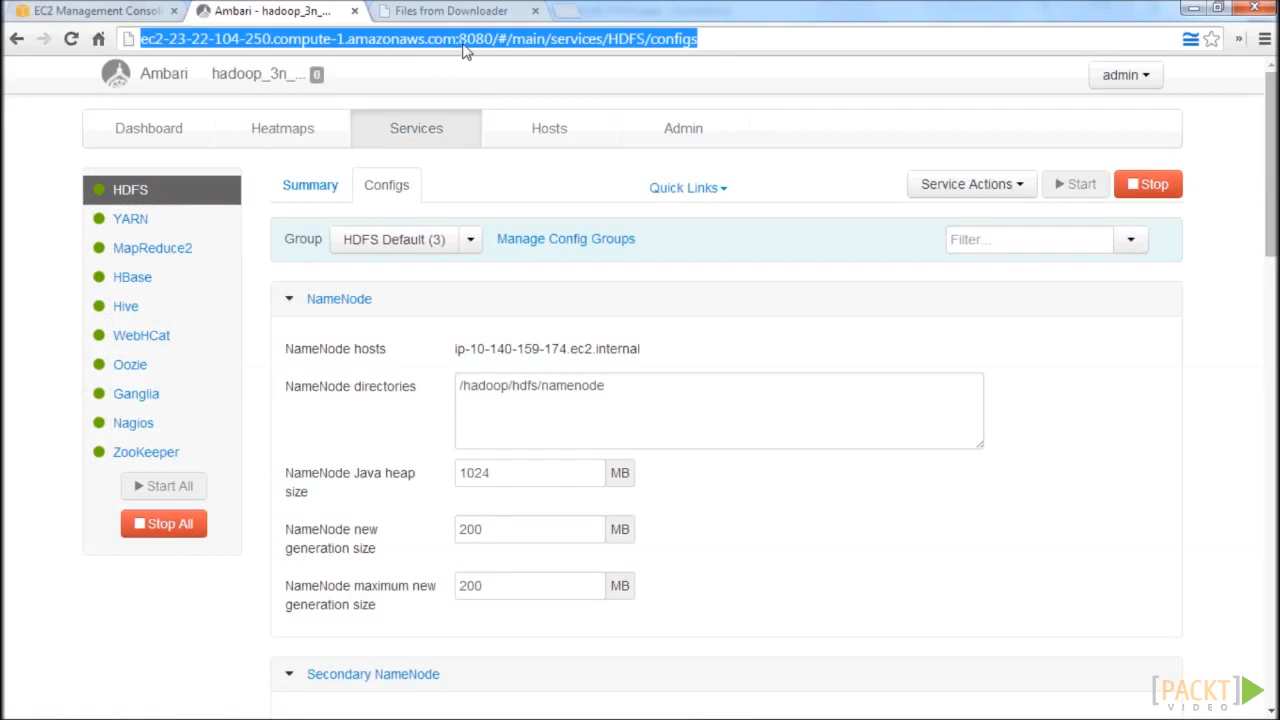 EC2 Management Consol
Ambari - hadoop_3n_...
Files from Downloader
ec2-23-22-104-250.compute-1.amazonaws.com:8080/#/main/services/HDFS/configs
Ambari hadoop_3n_... 0 admin
Dashboard Heatmaps Services Hosts Admin
HDFS
YARN
MapReduce2
HBase
Hive
WebHCat
Oozie
Ganglia
Nagios
ZooKeeper
Start All
Stop All
Summary Configs Quick Links Service Actions Start Stop
Group HDFS Default (3) Manage Config Groups Filter...
NameNode
NameNode hosts ip-10-140-159-174.ec2.internal
NameNode directories /hadoop/hdfs/namenode
NameNode Java heap
size
1024 MB
NameNode new
generation size
200 MB
NameNode maximum new
generation size
200 MB
Secondary NameNode
[PACKT]
VIDEO